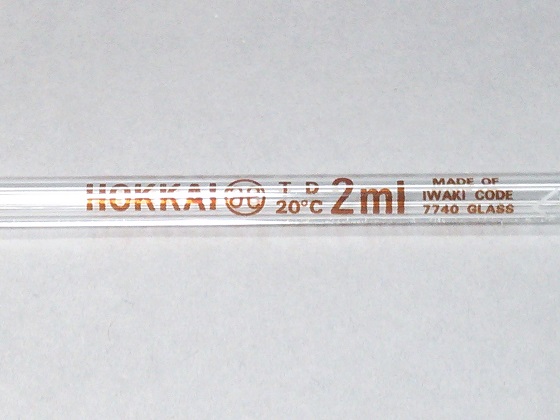 HOKKAI
T D
20°C
2ml
MADE OF
IWAKI CODE
7740 GLASS